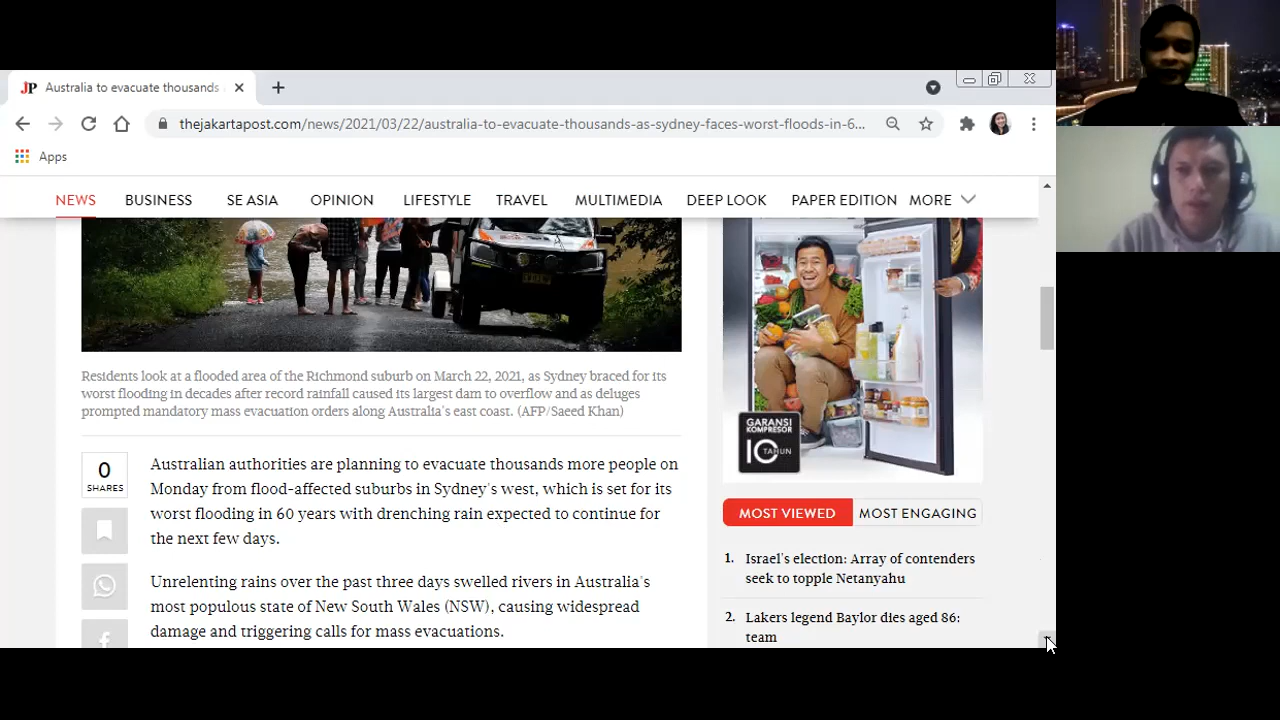 JP Australia to evacuate thousands
thejakartapost.com/news/2021/03/22/australia-to-evacuate-thousands-as-sydney-faces-worst-floods-in-6...
Apps
NEWS BUSINESS SE ASIA OPINION LIFESTYLE TRAVEL MULTIMEDIA DEEP LOOK PAPER EDITION MORE
Residents look at a flooded area of the Richmond suburb on March 22, 2021, as Sydney braced for its
worst flooding in decades after record rainfall caused its largest dam to overflow and as deluges
prompted mandatory mass evacuation orders along Australia's east coast. (AFP/Saeed Khan)
0
SHARES
Australian authorities are planning to evacuate thousands more people on
Monday from flood-affected suburbs in Sydney's west, which is set for its
worst flooding in 60 years with drenching rain expected to continue for
the next few days.
Unrelenting rains over the past three days swelled rivers in Australia's
most populous state of New South Wales (NSW), causing widespread
damage and triggering calls for mass evacuations.
GARANSI
KOMPRESOR
10 TAHUN
MOST VIEWED MOST ENGAGING
1. Israel's election: Array of contenders
seek to topple Netanyahu
2. Lakers legend Baylor dies aged 86:
team